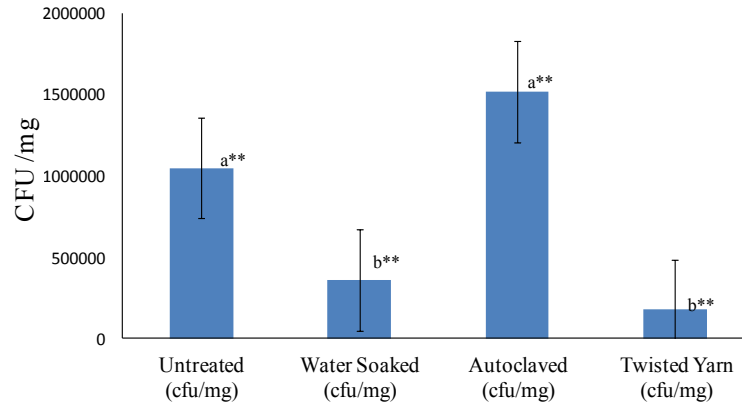 2000000
1500000
1000000
500000
0
CFU /mg
a**
b**
a**
b**
Untreated
(cfu/mg)
Water Soaked
(cfu/mg)
Autoclaved
(cfu/mg)
Twisted Yarn
(cfu/mg)